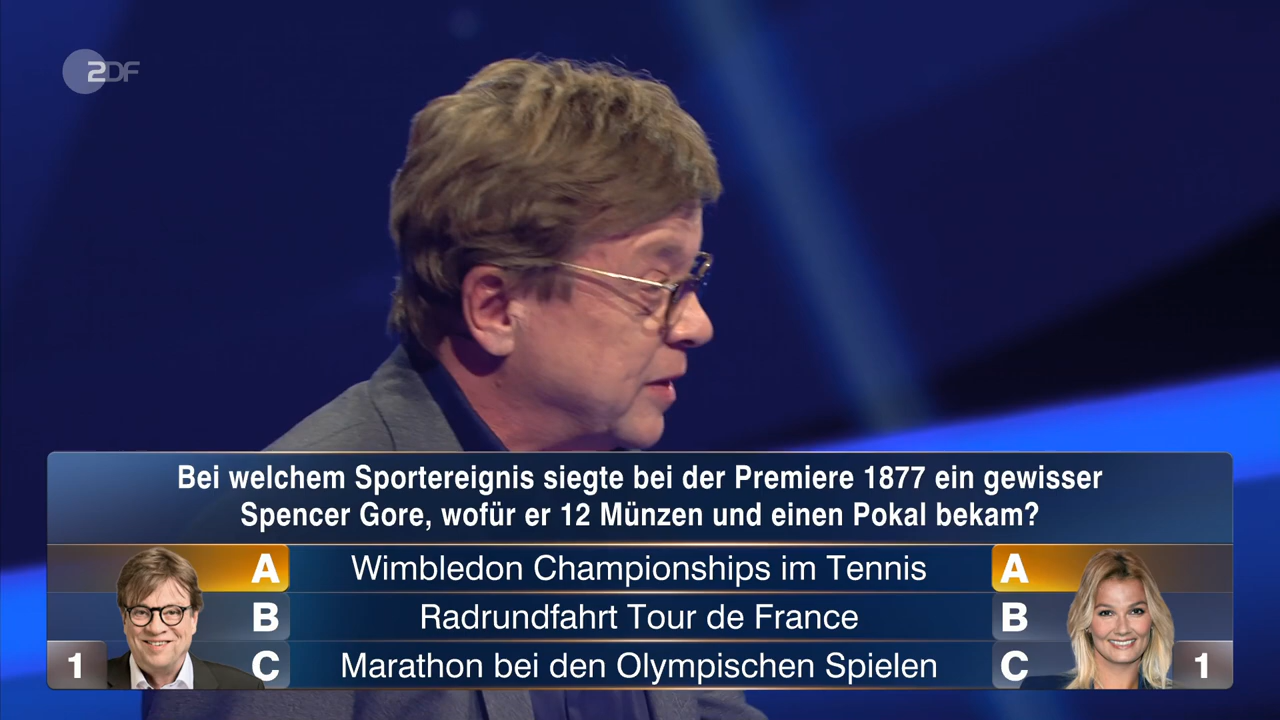 ZDF
Bei welchem Sportereignis siegte bei der Premiere 1877 ein gewisser
Spencer Gore, wofür er 12 Münzen und einen Pokal bekam?
A Wimbledon Championships im Tennis A
B Radrundfahrt Tour de France B
1 C Marathon bei den Olympischen Spielen C 1